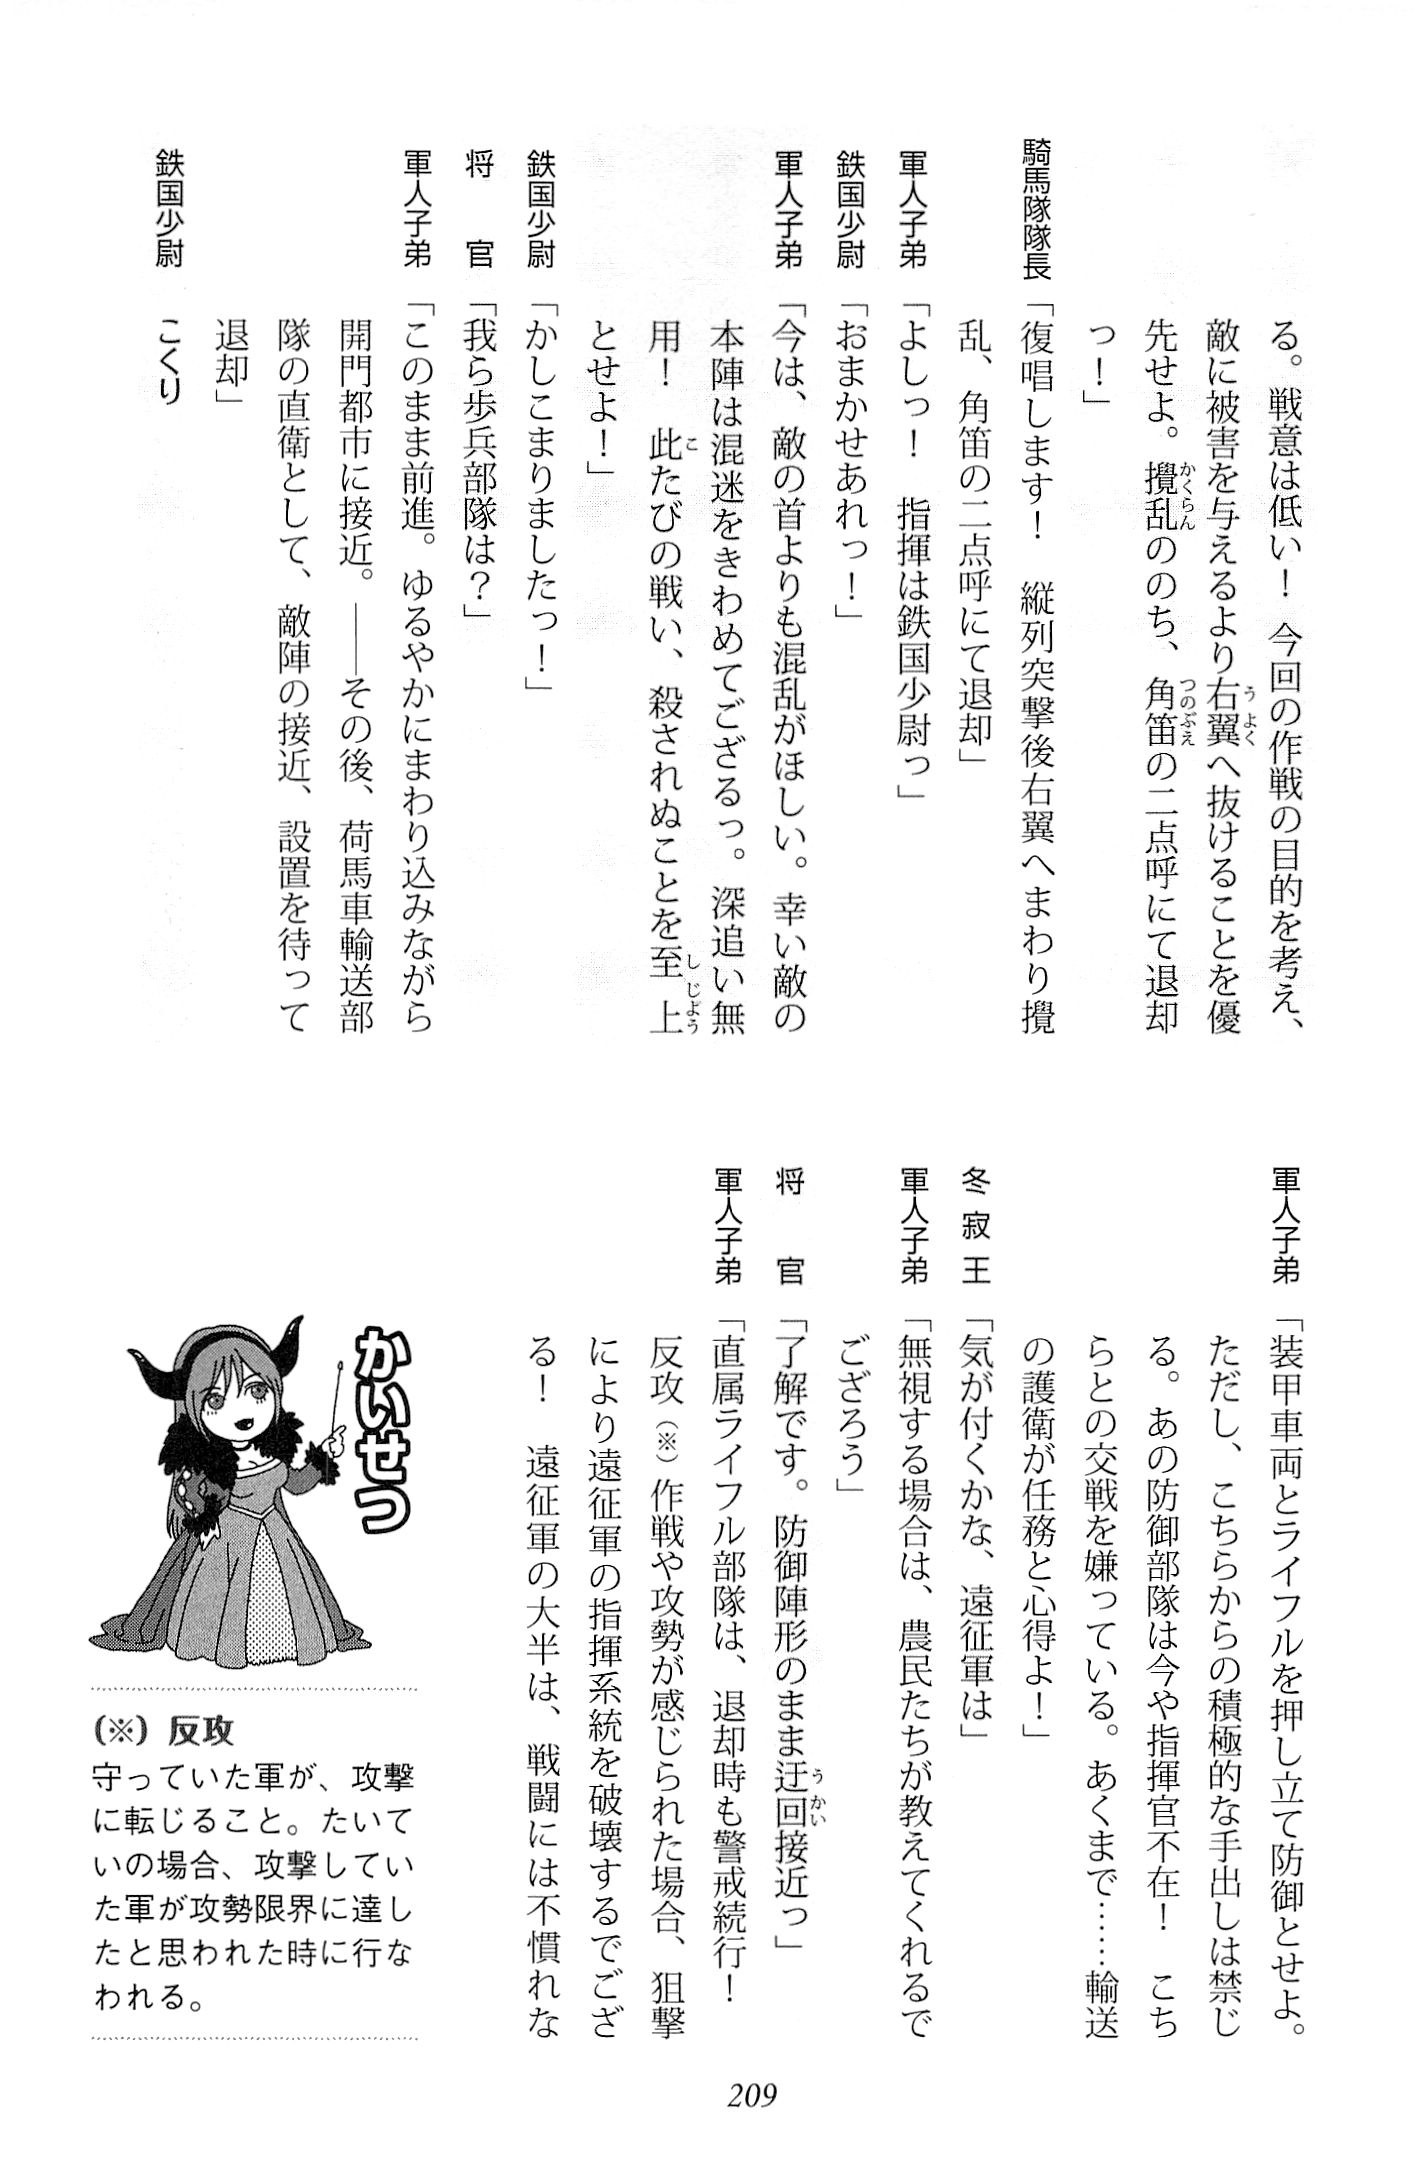 る。戦意は低い！　今回の作戦の目的を考え、
敵に被害を与えるより右翼へ抜けることを優
先せよ。攪乱ののち、角笛の二点呼にて退却
っ！」
騎馬隊隊長「復唱します！　縦列突撃後右翼へまわり攪
乱、角笛の二点呼にて退却」
軍人子弟「よしっ！　指揮は鉄国少尉っ」
鉄国少尉「おまかせあれっ！」
軍人子弟「今は、敵の首よりも混乱がほしい。幸い敵の
本陣は混迷をきわめてござるっ。深追い無
用！　此たびの戦い、殺されぬことを至上
とせよ！」
鉄国少尉「かしこまりましたっ！」
将　官「我ら歩兵部隊は？」
軍人子弟「このまま前進。ゆるやかにまわり込みながら
開門都市に接近。――その後、荷馬車輸送部
隊の直衛として、敵陣の接近、設置を待って
退却」
鉄国少尉　こくり
軍人子弟「装甲車両とライフルを押し立て防御とせよ。
ただし、こちらからの積極的な手出しは禁じ
る。あの防御部隊は今や指揮官不在！　こち
らとの交戦を嫌っている。あくまで……輸送
の護衛が任務と心得よ！」
冬寂王「気が付くかな、遠征軍は」
軍人子弟「無視する場合は、農民たちが教えてくれるで
ござろう」
将　官「了解です。防御陣形のまま迂回接近っ」
軍人子弟「直属ライフル部隊は、退却時も警戒続行！
反攻（※）作戦や攻勢が感じられた場合、狙撃
により遠征軍の指揮系統を破壊するでござ
る！　遠征軍の大半は、戦闘には不慣れな
かいせつ
（※）反攻
守っていた軍が、攻撃
に転じること。たいてい
いの場合、攻撃してい
た軍が攻勢限界に達し
たと思われた時に行な
われる。
209